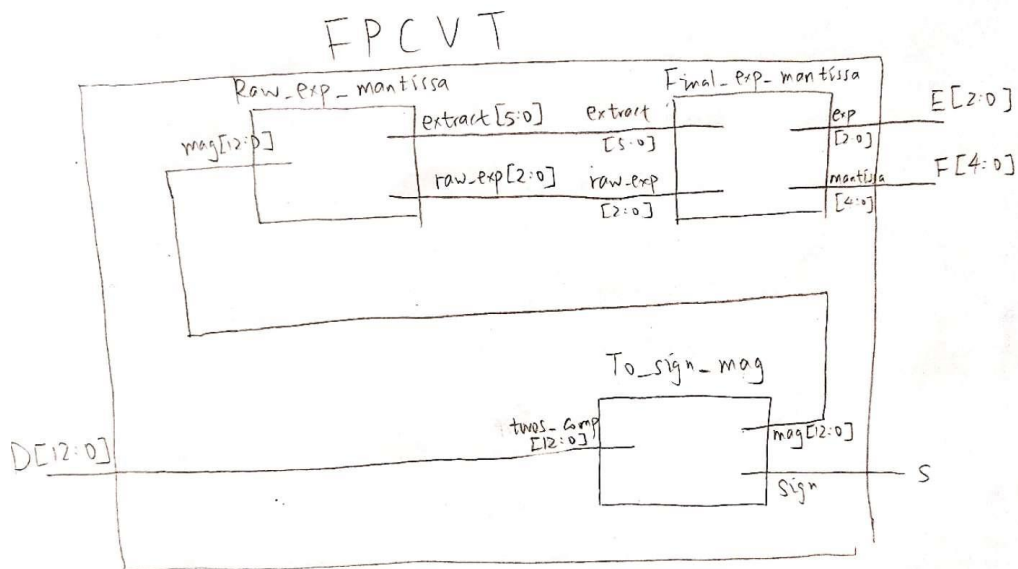 FPCVT
Raw_exp_mantissa
Final_exp_mantissa
mag[12:0]
extract[5:0]
raw_exp[2:0]
extract
[5:0]
raw_exp
[2:0]
exp
[2:0]
mantissa
[4:0]
E[2:0]
F[4:0]
To_sign_mag
twos_comp
[12:0]
mag[12:0]
sign
D[12:0]
S